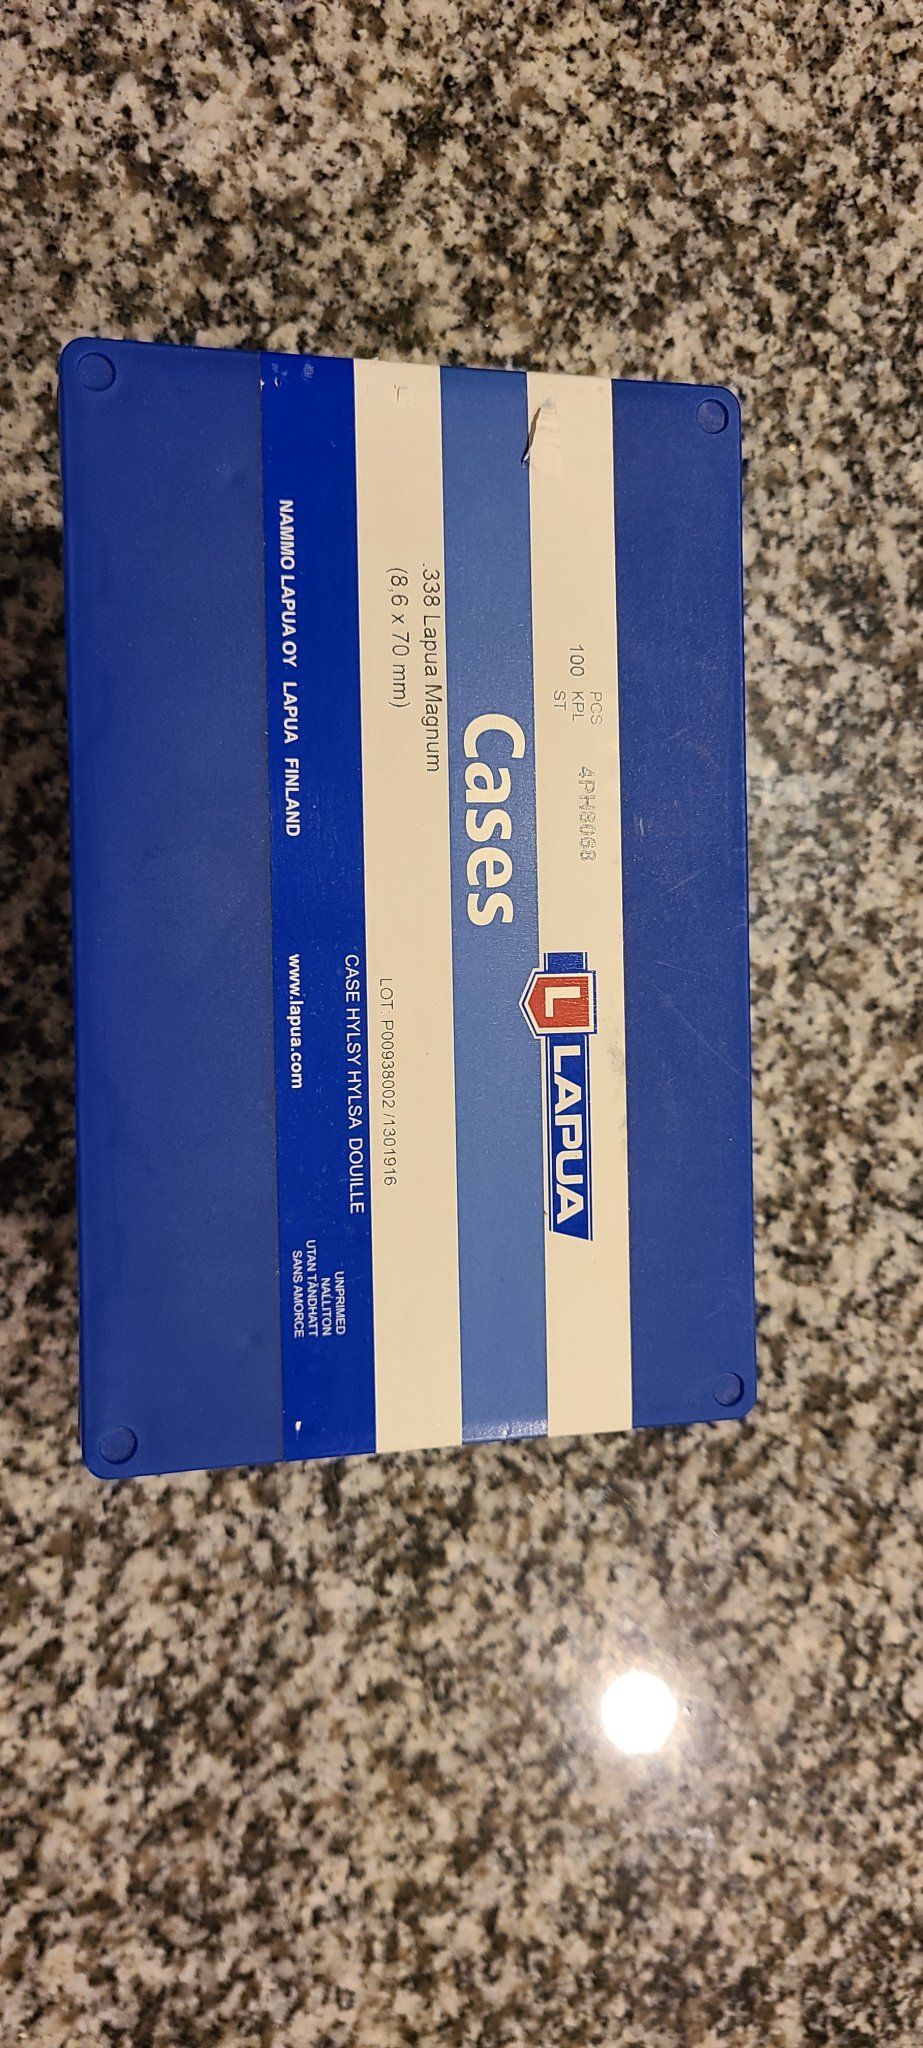 100 PCS
KPL
ST
4PH8068
L LAPUA
Cases
.338 Lapua Magnum
(8,6 x 70 mm)
LOT: P00938002 /1301916
CASE HYLSY HYLSA DOUILLE
UNPRIMED
NALLITON
UTAN TÄNDHATT
SANS AMORCE
NAMMO LAPUA OY LAPUA FINLAND
www.lapua.com